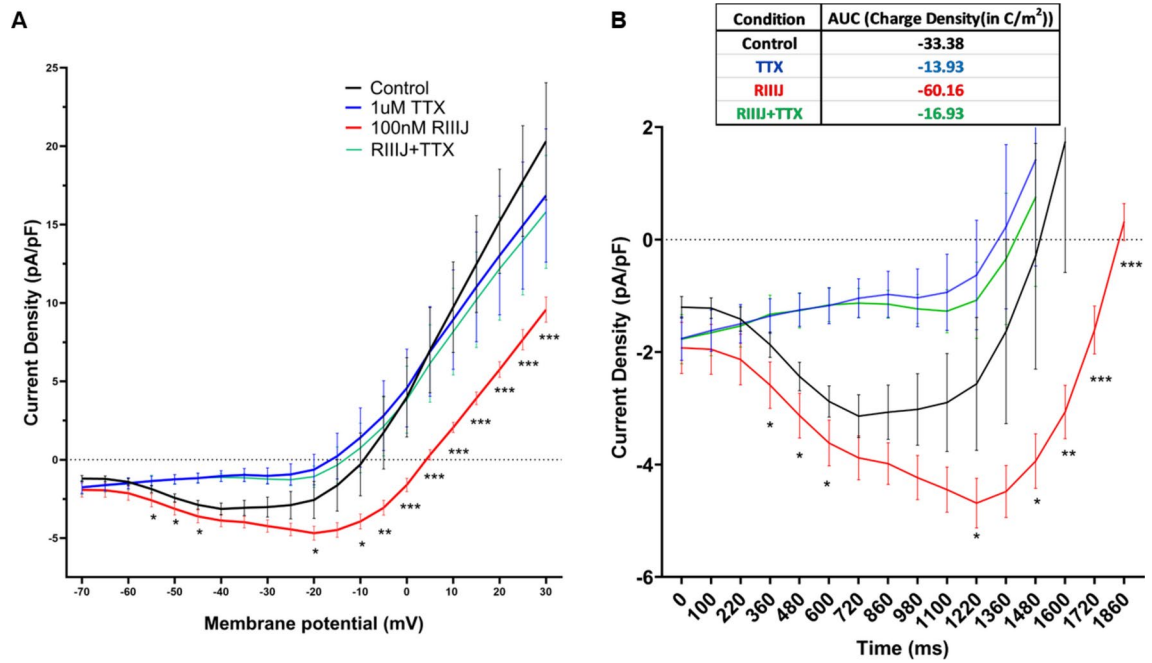 A
Control
1uM TTX
100nM RIIIJ
RIIIJ+TTX
Current Density (pA/pF)
25
20
15
10
5
0
-5
* * * * * ** *** *** *** *** *** *** ***
-70 -60 -50 -40 -30 -20 -10 0 10 20 30
Membrane potential (mV)
B
Condition AUC (Charge Density(in C/m²))
Control -33.38
TTX -13.93
RIIIJ -60.16
RIIIJ+TTX -16.93
Current Density (pA/pF)
2
0
-2
-4
-6
* * * * * ** *** ***
0 100 220 360 480 600 720 860 980 1100 1220 1360 1480 1600 1720 1860
Time (ms)